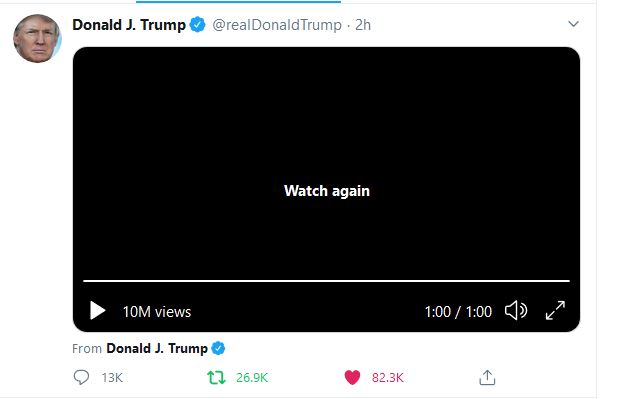 Donald J. Trump @realDonaldTrump · 2h
Watch again
10M views 1:00 / 1:00
From Donald J. Trump
13K 26.9K 82.3K